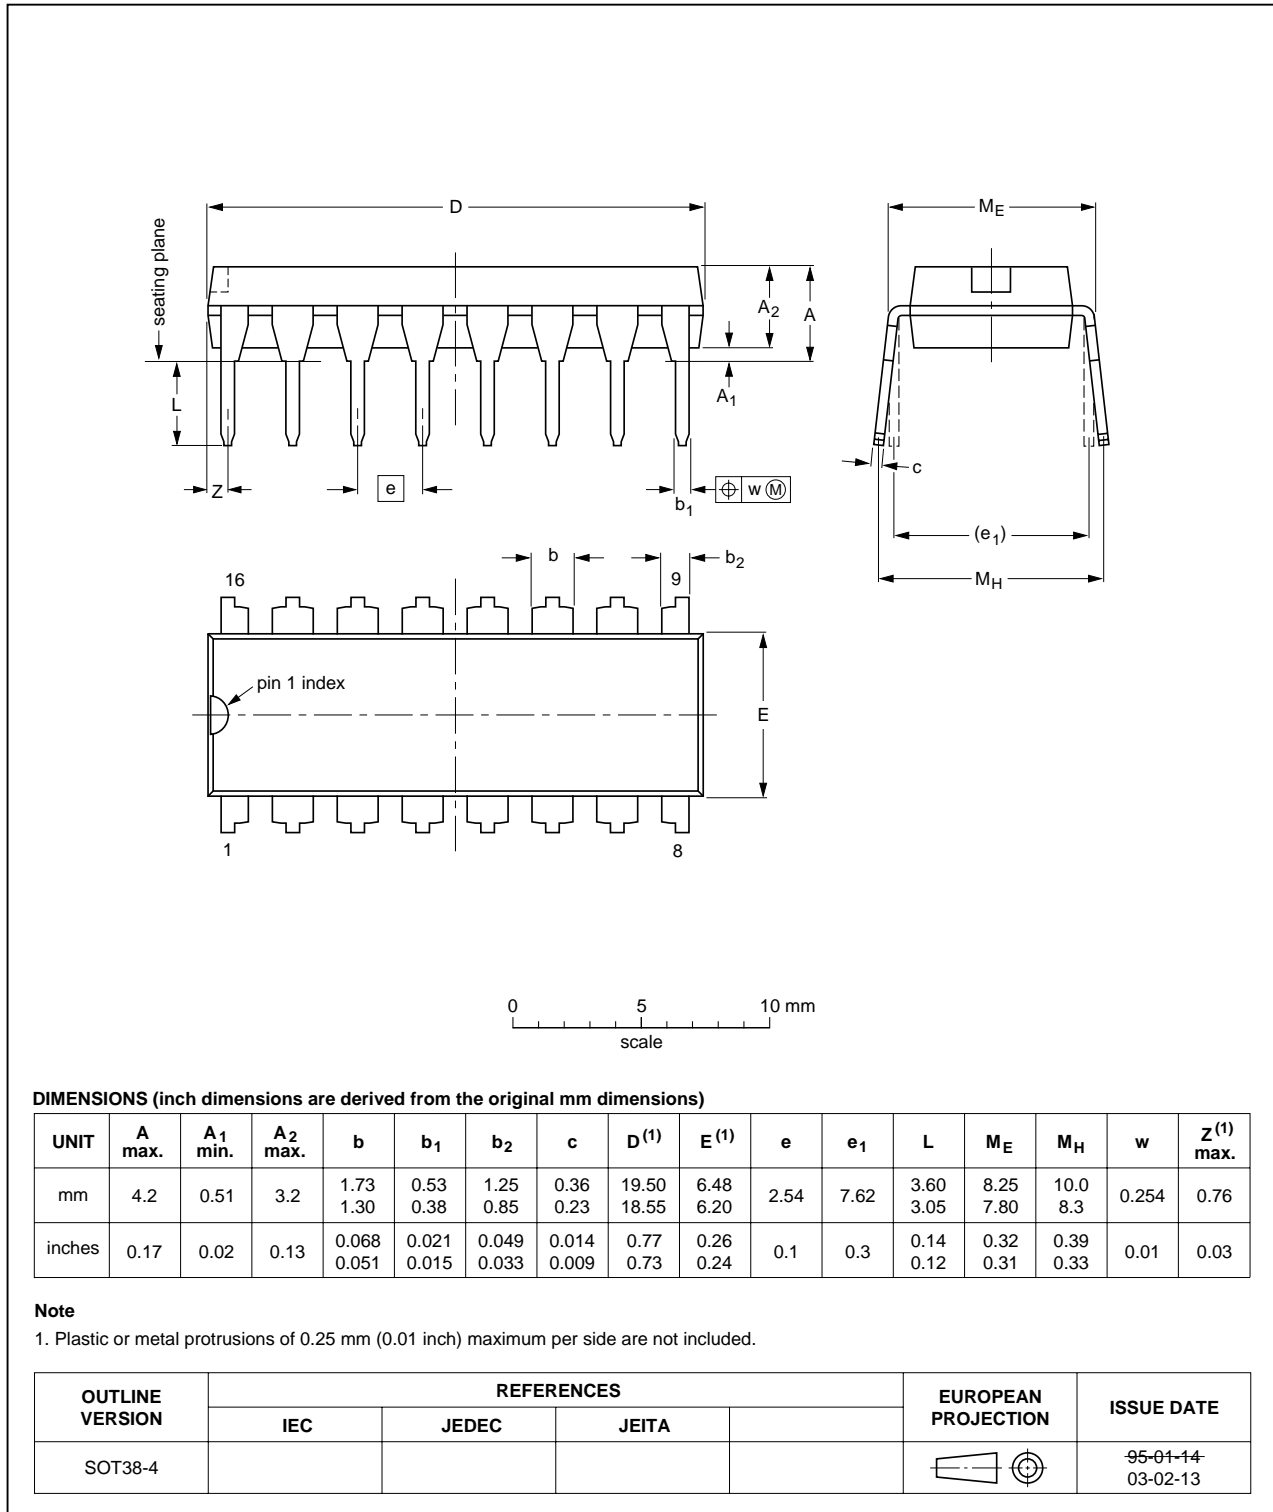 D
M_E
seating plane
A_2
A
A_1
L
c
Z
e
b_1
w M
(e_1)
M_H
b
b_2
16
9
pin 1 index
E
1
8
0 5 10 mm
scale
DIMENSIONS (inch dimensions are derived from the original mm dimensions)
UNIT A max. A1 min. A2 max. b b1 b2 c D(1) E(1) e e1 L ME MH w Z(1) max.
mm 4.2 0.51 3.2 1.73 1.30 0.53 0.38 1.25 0.85 0.36 0.23 19.50 18.55 6.48 6.20 2.54 7.62 3.60 3.05 8.25 7.80 10.0 8.3 0.254 0.76
inches 0.17 0.02 0.13 0.068 0.051 0.021 0.015 0.049 0.033 0.014 0.009 0.77 0.73 0.26 0.24 0.1 0.3 0.14 0.12 0.32 0.31 0.39 0.33 0.01 0.03
Note
1. Plastic or metal protrusions of 0.25 mm (0.01 inch) maximum per side are not included.
OUTLINE VERSION REFERENCES EUROPEAN PROJECTION ISSUE DATE
IEC JEDEC JEITA
SOT38-4 95-01-14
03-02-13